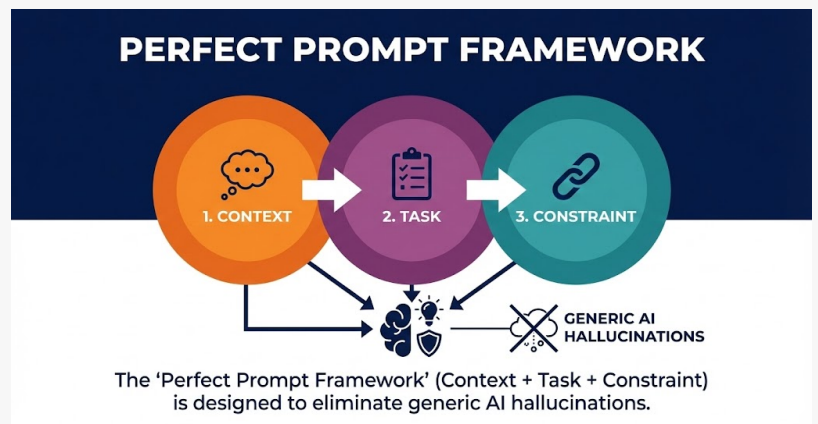 PERFECT PROMPT FRAMEWORK
1. CONTEXT
2. TASK
3. CONSTRAINT
GENERIC AI
HALLUCINATIONS
The ‘Perfect Prompt Framework’ (Context + Task + Constraint)
is designed to eliminate generic AI hallucinations.